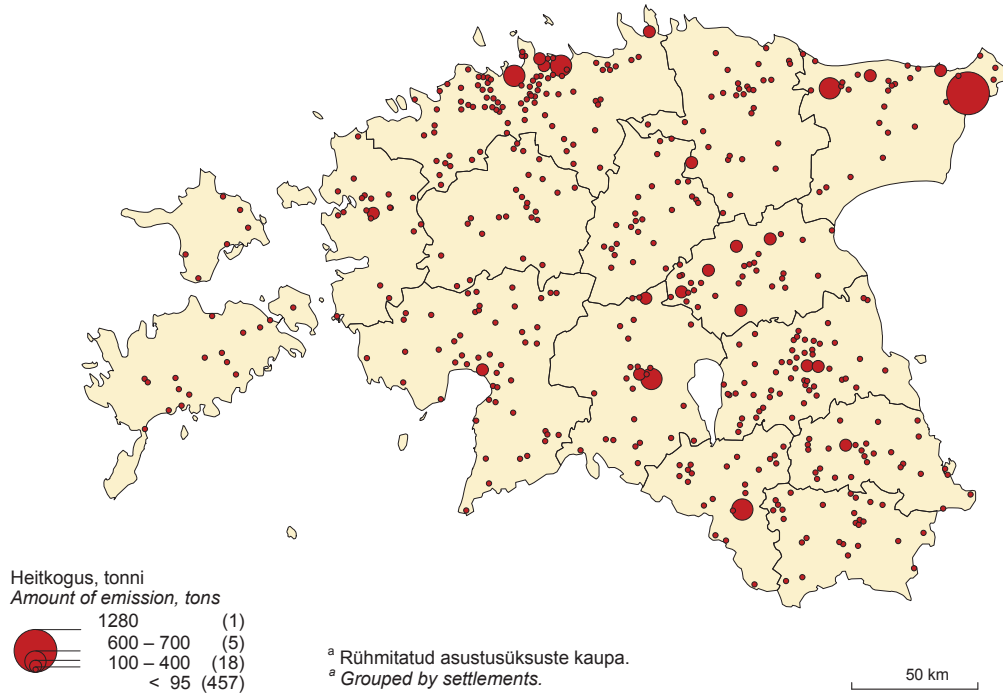 Heitkogus, tonni
Amount of emission, tons
1280 (1)
600 – 700 (5)
100 – 400 (18)
< 95 (457)
a Rühmitatud asustusüksuste kaupa.
a Grouped by settlements.
50 km